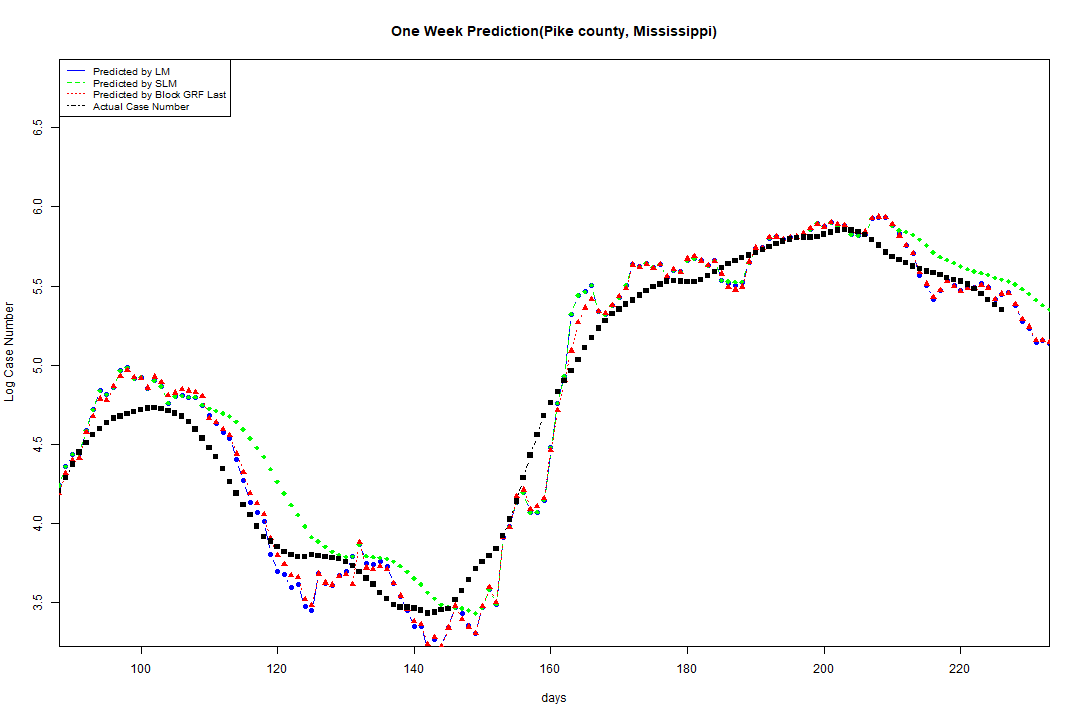 One Week Prediction(Pike county, Mississippi)
Predicted by LM
Predicted by SLM
Predicted by Block GRF Last
Actual Case Number
6.5
6.0
5.5
5.0
4.5
4.0
3.5
Log Case Number
100 120 140 160 180 200 220
days